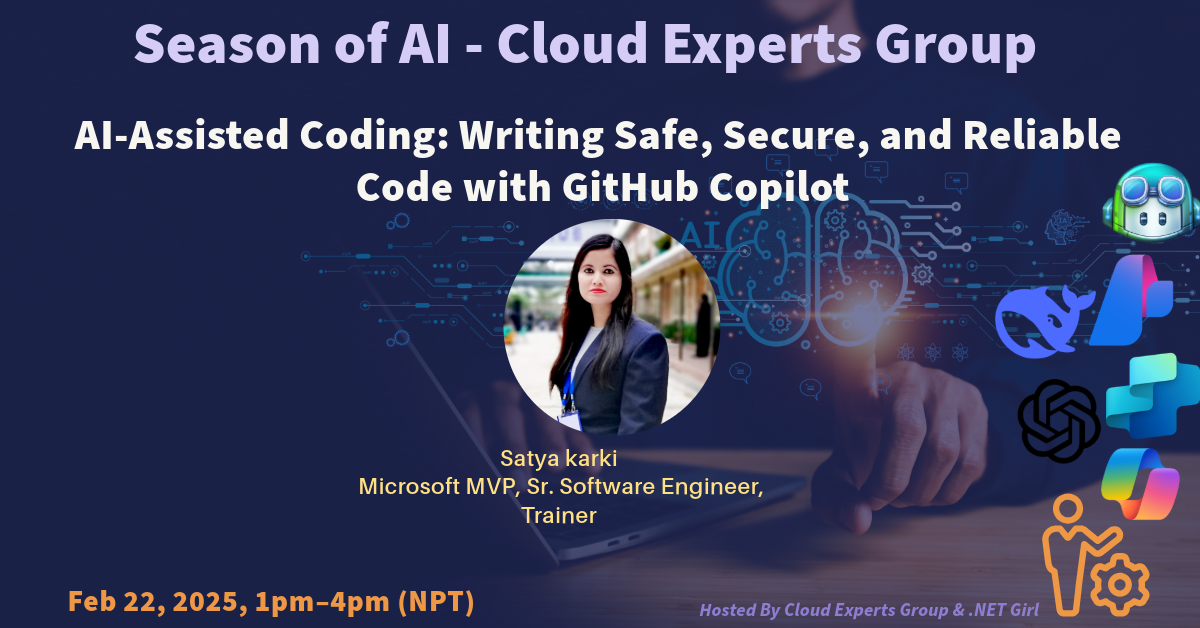 Season of AI - Cloud Experts Group
AI-Assisted Coding: Writing Safe, Secure, and Reliable
Code with GitHub Copilot
AI
Satya karki
Microsoft MVP, Sr. Software Engineer,
Trainer
Feb 22, 2025, 1pm–4pm (NPT)
Hosted By Cloud Experts Group & .NET Girl